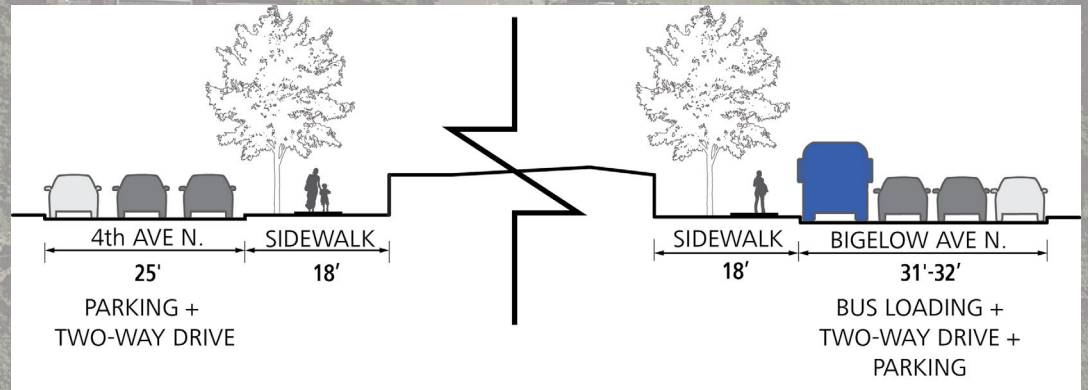 4th AVE N.
25'
PARKING +
TWO-WAY DRIVE
SIDEWALK
18’
SIDEWALK
18’
BIGELOW AVE N.
31'-32’
BUS LOADING +
TWO-WAY DRIVE +
PARKING